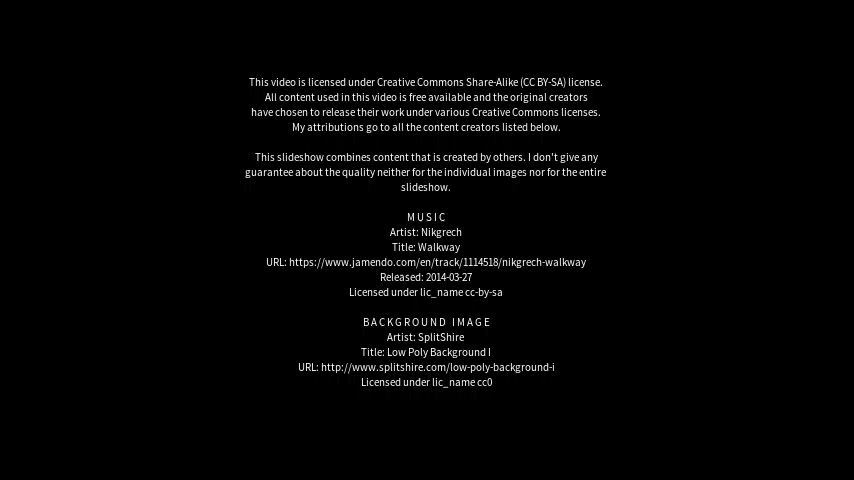 This video is licensed under Creative Commons Share-Alike (CC BY-SA) license.
All content used in this video is free available and the original creators
have chosen to release their work under various Creative Commons licenses.
My attributions go to all the content creators listed below.
This slideshow combines content that is created by others. I don't give any
guarantee about the quality neither for the individual images nor for the entire
slideshow.
MUSIC
Artist: Nikgrech
Title: Walkway
URL: https://www.jamendo.com/en/track/1114518/nikgrech-walkway
Released: 2014-03-27
Licensed under lic_name cc-by-sa
BACKGROUND IMAGE
Artist: SplitShire
Title: Low Poly Background I
URL: http://www.splitshire.com/low-poly-background-i
Licensed under lic_name cc0